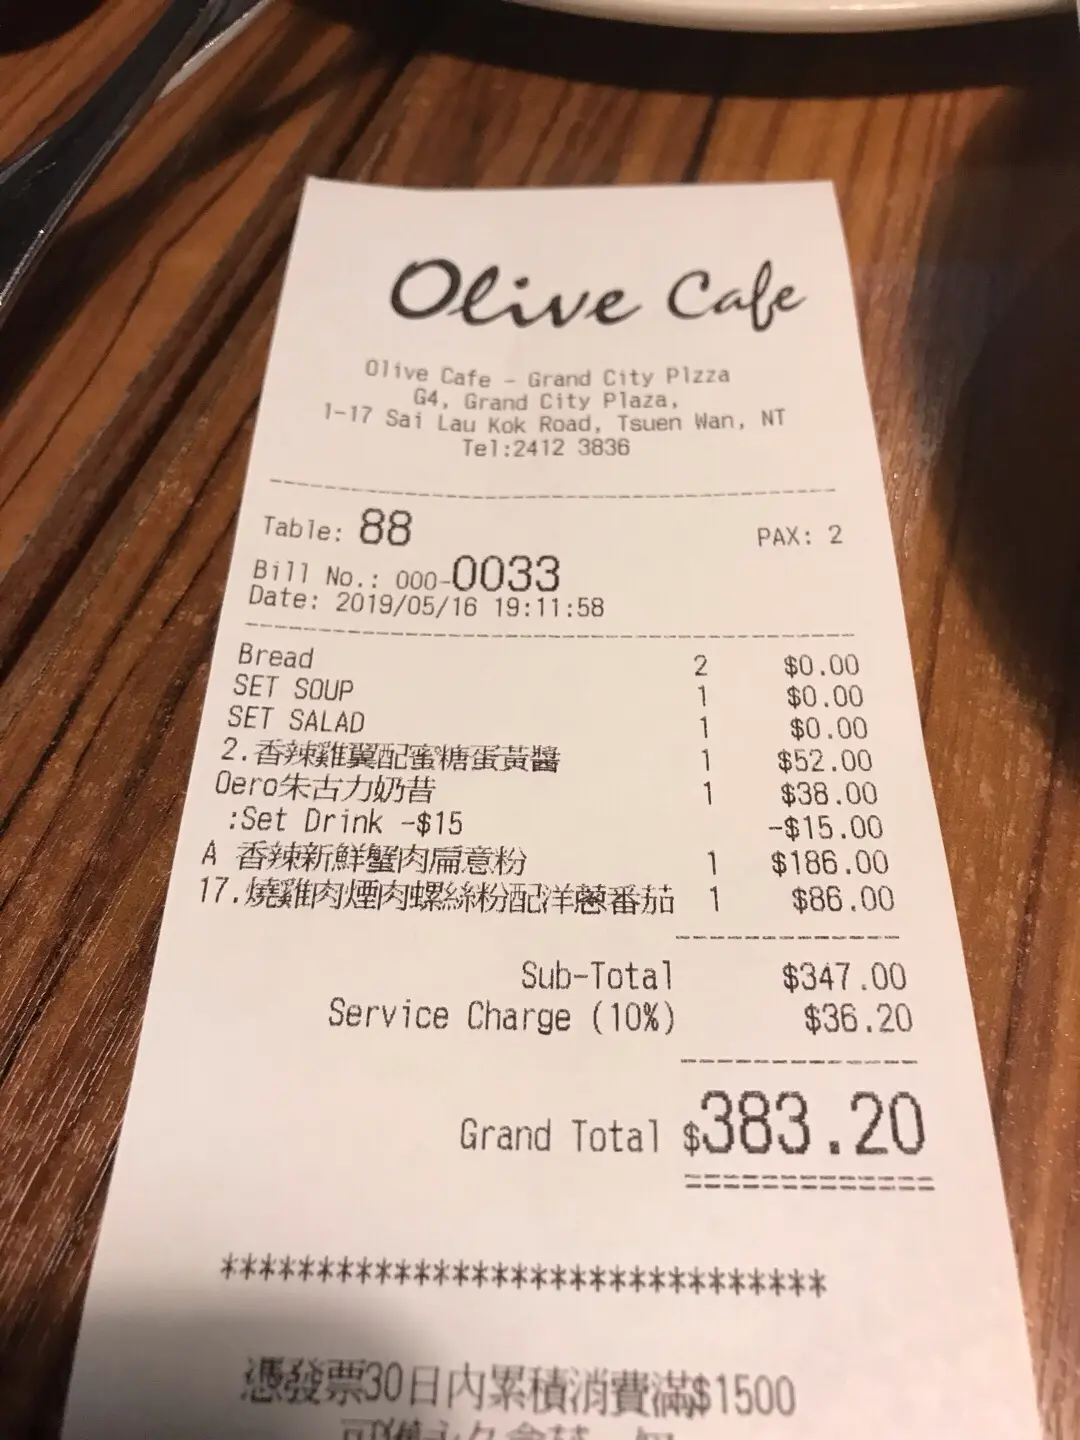 Olive Cafe
Olive Cafe - Grand City Plzza
G4, Grand City Plaza,
1-17 Sai Lau Kok Road, Tsuen Wan, NT
Tel:2412 3836
Table: 88 PAX: 2
Bill No.: 000-0033
Date: 2019/05/16 19:11:58
Bread 2 $0.00
SET SOUP 1 $0.00
SET SALAD 1 $0.00
2.香辣雞翼配蜜糖蛋黃醬 1 $52.00
Oero朱古力奶昔 1 $38.00
:Set Drink -$15 -$15.00
A 香辣新鮮蟹肉扁意粉 1 $186.00
17.燒雞肉煙肉螺絲粉配洋蔥番茄 1 $86.00
Sub-Total $347.00
Service Charge (10%) $36.20
Grand Total $383.20
==============
********************************
憑發票30日內累積消費滿$1500